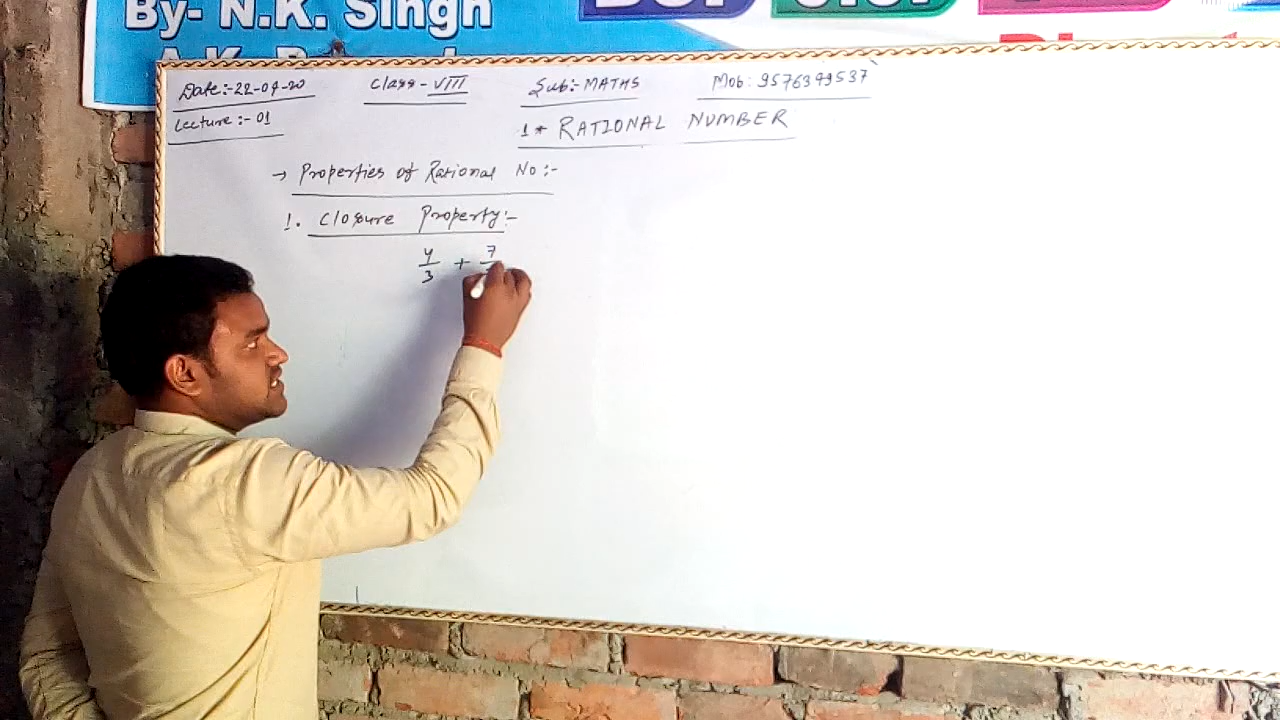 By- N.K. Singh
A.K.
Date:-22-09-20 Class-VIII Sub:-MATHS Mob: 9576399537
Lecture:-01
1* RATIONAL NUMBER
→ Properties of Rational No:-
1. Closure Property:-
4/3 + 7/